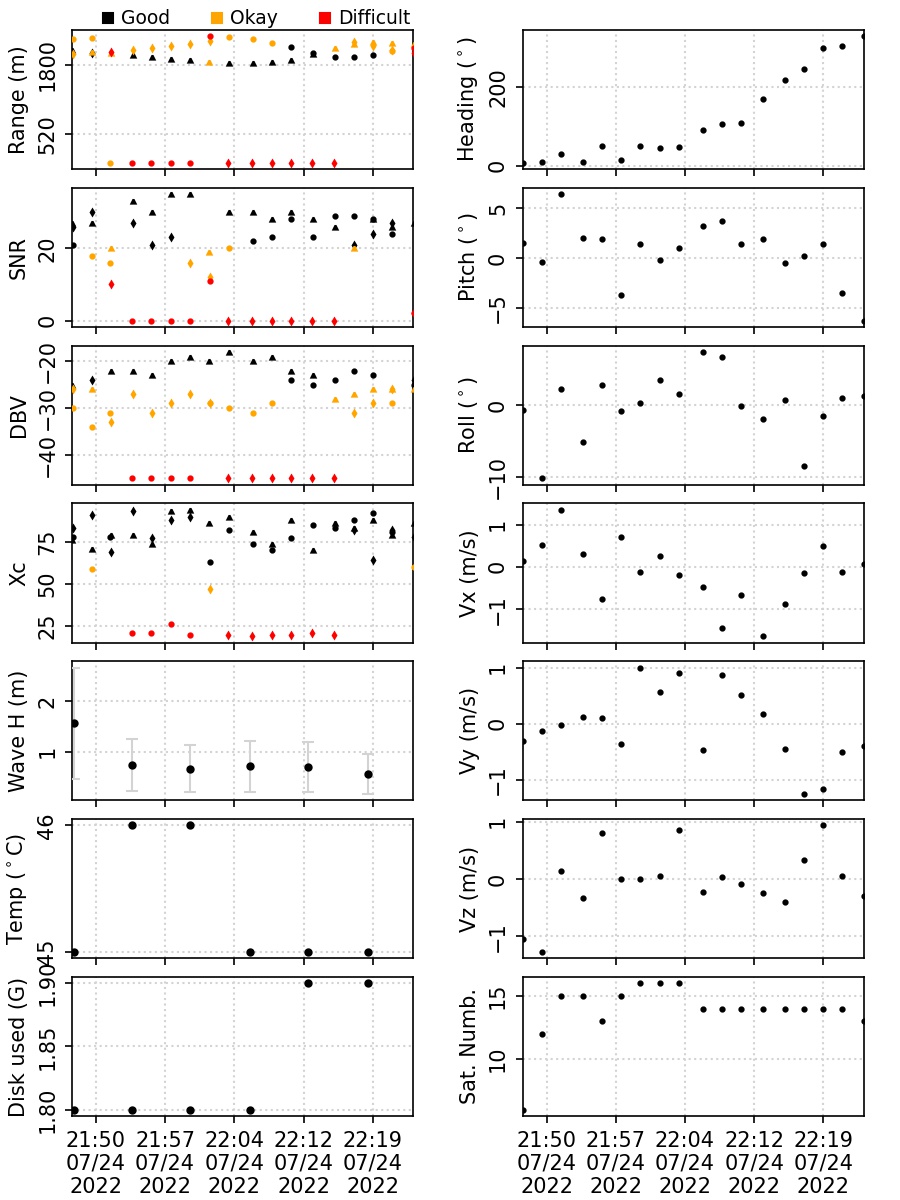 Good Okay Difficult
Range (m)
1800
520
Heading (°)
200
0
SNR
20
0
Pitch (°)
5
0
−5
DBV
−20
−30
−40
Roll (°)
0
−10
Xc
75
50
25
Vx (m/s)
1
0
−1
Wave H (m)
2
1
Vy (m/s)
1
0
−1
Temp (°C)
46
45
Vz (m/s)
1
0
−1
Disk used (G)
1.90
1.85
1.80
Sat. Numb.
15
10
21:50 21:57 22:04 22:12 22:19
07/24 07/24 07/24 07/24 07/24
2022 2022 2022 2022 2022
21:50 21:57 22:04 22:12 22:19
07/24 07/24 07/24 07/24 07/24
2022 2022 2022 2022 2022